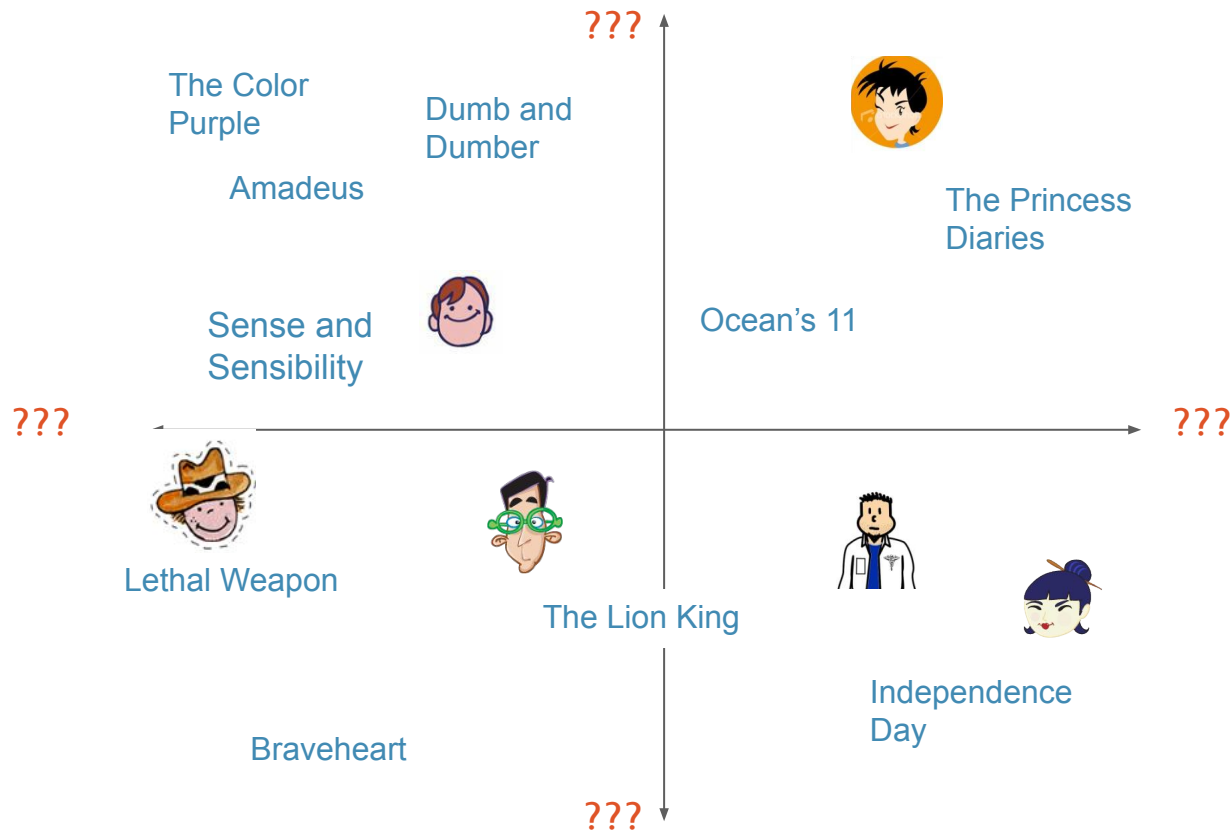 ???
The Color
Purple
Dumb and
Dumber
Amadeus
The Princess
Diaries
Sense and
Sensibility
Ocean’s 11
???
???
Lethal Weapon
The Lion King
Independence
Day
Braveheart
???